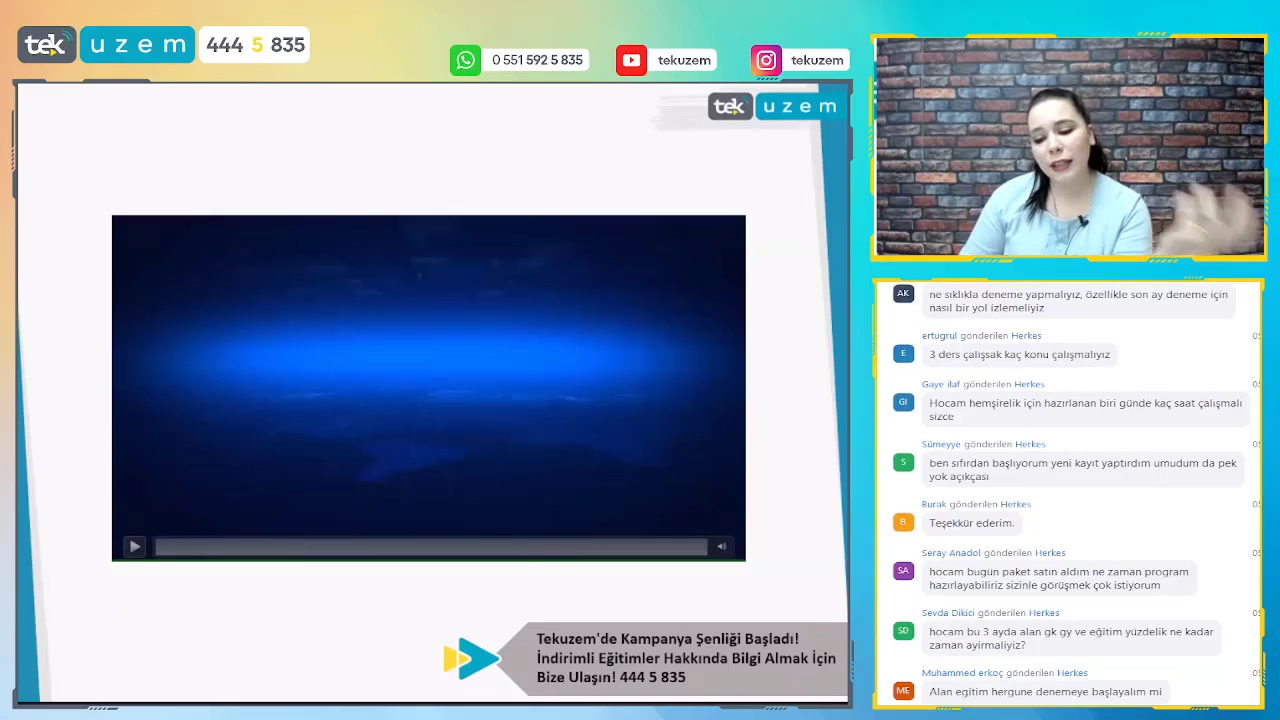 tek uzem 444 5 835
0 551 592 5 835
tekuzem
tekuzem
tek uzem
Tekuzem'de Kampanya Şenliği Başladı!
İndirimli Eğitimler Hakkında Bilgi Almak İçin
Bize Ulaşın! 444 5 835
AK
ne sıklıkla deneme yapmalıyız, özellikle son ay deneme için
nasıl bir yol izlemeliyiz
ertugrul gönderilen Herkes
E
3 ders çalışsak kaç konu çalışmalıyız
Gaye ilaf gönderilen Herkes
GI
Hocam hemşirelik için hazırlanan biri günde kaç saat çalışmalı
sizce
Sümeyye gönderilen Herkes
S
ben sıfırdan başlıyorum yeni kayıt yaptırdım umudum da pek
yok açıkçası
Burak gönderilen Herkes
B
Teşekkür ederim.
Seray Anadol gönderilen Herkes
SA
hocam bugün paket satın aldım ne zaman program
hazırlayabiliriz sizinle görüşmek çok istiyorum
Sevda Dikici gönderilen Herkes
SD
hocam bu 3 ayda alan gk gy ve eğitim yüzdelik ne kadar
zaman ayirmaliyiz?
Muhammed erkoç gönderilen Herkes
ME
Alan egitim hergune denemeye başlayalım mi